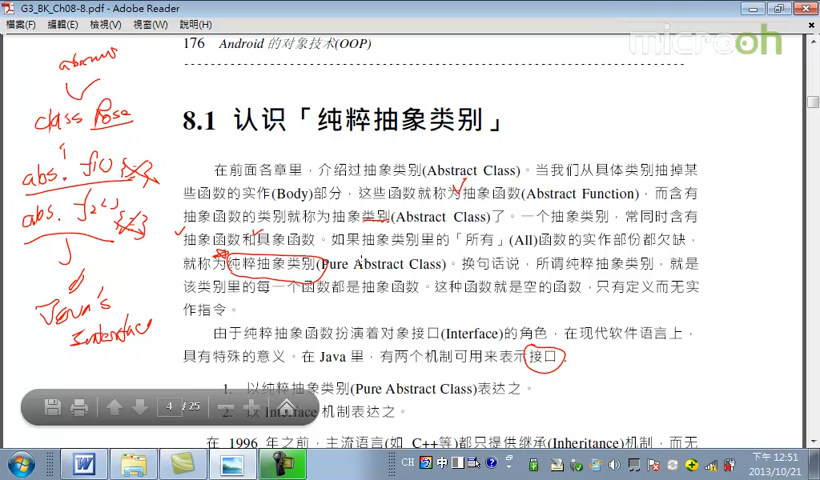 G3_BK_Ch08-8.pdf - Adobe Reader
檔案(F) 編輯(E) 檢視(V) 視窗(W) 說明(H)
176 Android 的对象技术(OOP)
microoh
8.1 认识「纯粹抽象类别」
在前面各章里，介绍过抽象类别(Abstract Class)。当我们从具体类别抽掉某
些函数的实作(Body)部分，这些函数就称为抽象函数(Abstract Function)，而含有
抽象函数的类别就称为抽象类别(Abstract Class)了。一个抽象类别，常同时含有
抽象函数和具象函数。如果抽象类别里的「所有」(All)函数的实作部份都欠缺，
就称为纯粹抽象类别(Pure Abstract Class)。换句话说，所谓纯粹抽象类别，就是
该类别里的每一个函数都是抽象函数。这种函数就是空的函数，只有定义而无实
作指令。
由于纯粹抽象函数扮演着对象接口(Interface)的角色，在现代软件语言上，
具有特殊的意义。在 Java 里，有两个机制可用来表示接口：
1. 以纯粹抽象类别(Pure Abstract Class)表达之。
2. 以 Interface 机制表达之。
在 1996 年之前，主流语言(如 C++等)都只提供继承(Inheritance)机制，而无
class
abs. f1() {}
abs. f2() {}
Java's
Interface
4 / 25
CH
下午 12:51
2013/10/21